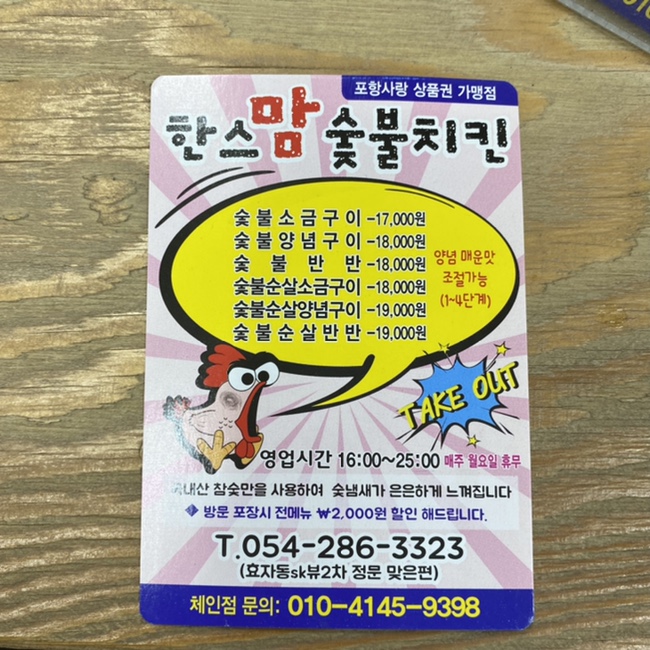 포항사랑 상품권 가맹점
한스맘 숯불치킨
숯불소금구이 -17,000원
숯불양념구이 -18,000원
숯불반반 -18,000원
숯불순살소금구이 -18,000원
숯불순살양념구이 -19,000원
숯불순살반반 -19,000원
양념 매운맛
조절가능
(1~4단계)
TAKE OUT
영업시간 16:00~25:00 매주 월요일 휴무
국내산 참숯만을 사용하여 숯냄새가 은은하게 느껴집니다
◆ 방문 포장시 전메뉴 ₩2,000원 할인 해드립니다.
T.054-286-3323
(효자동sk뷰2차 정문 맞은편)
체인점 문의: 010-4145-9398